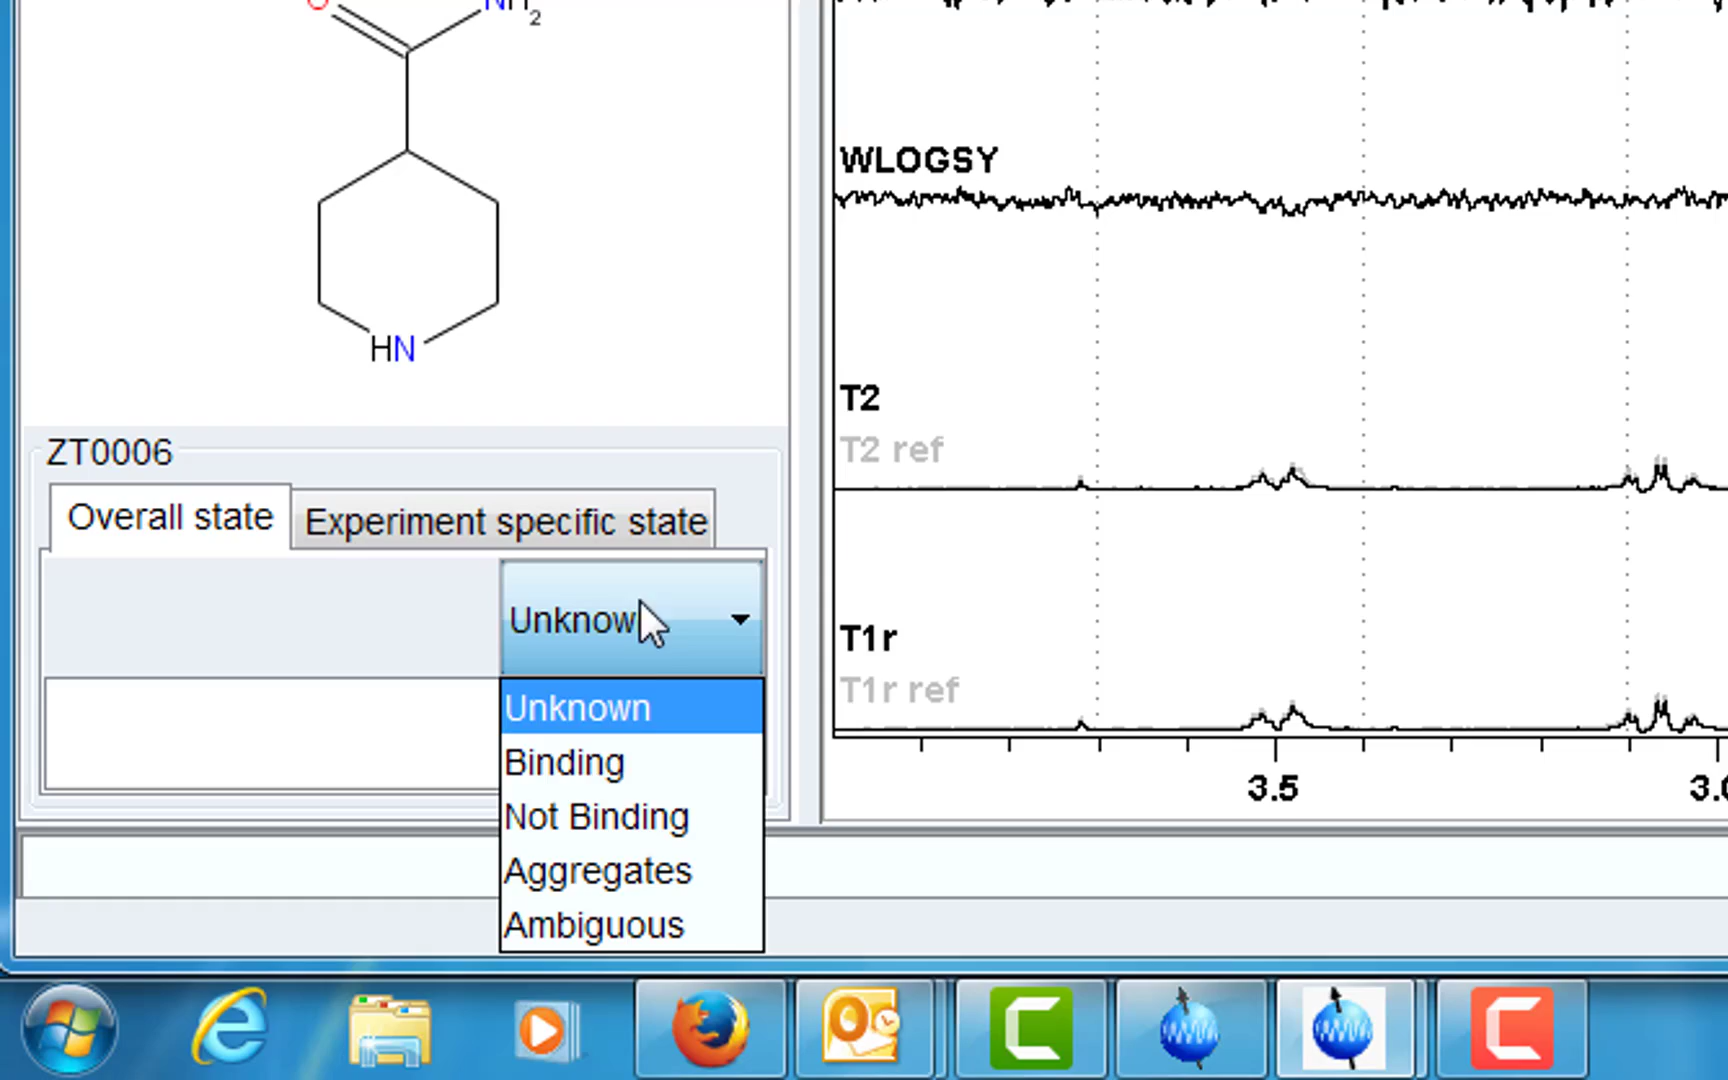 O
NH2
HN
ZT0006
Overall state
Experiment specific state
Unknow
Unknown
Binding
Not Binding
Aggregates
Ambiguous
WLOGSY
T2
T2 ref
T1r
T1r ref
3.5
3.0